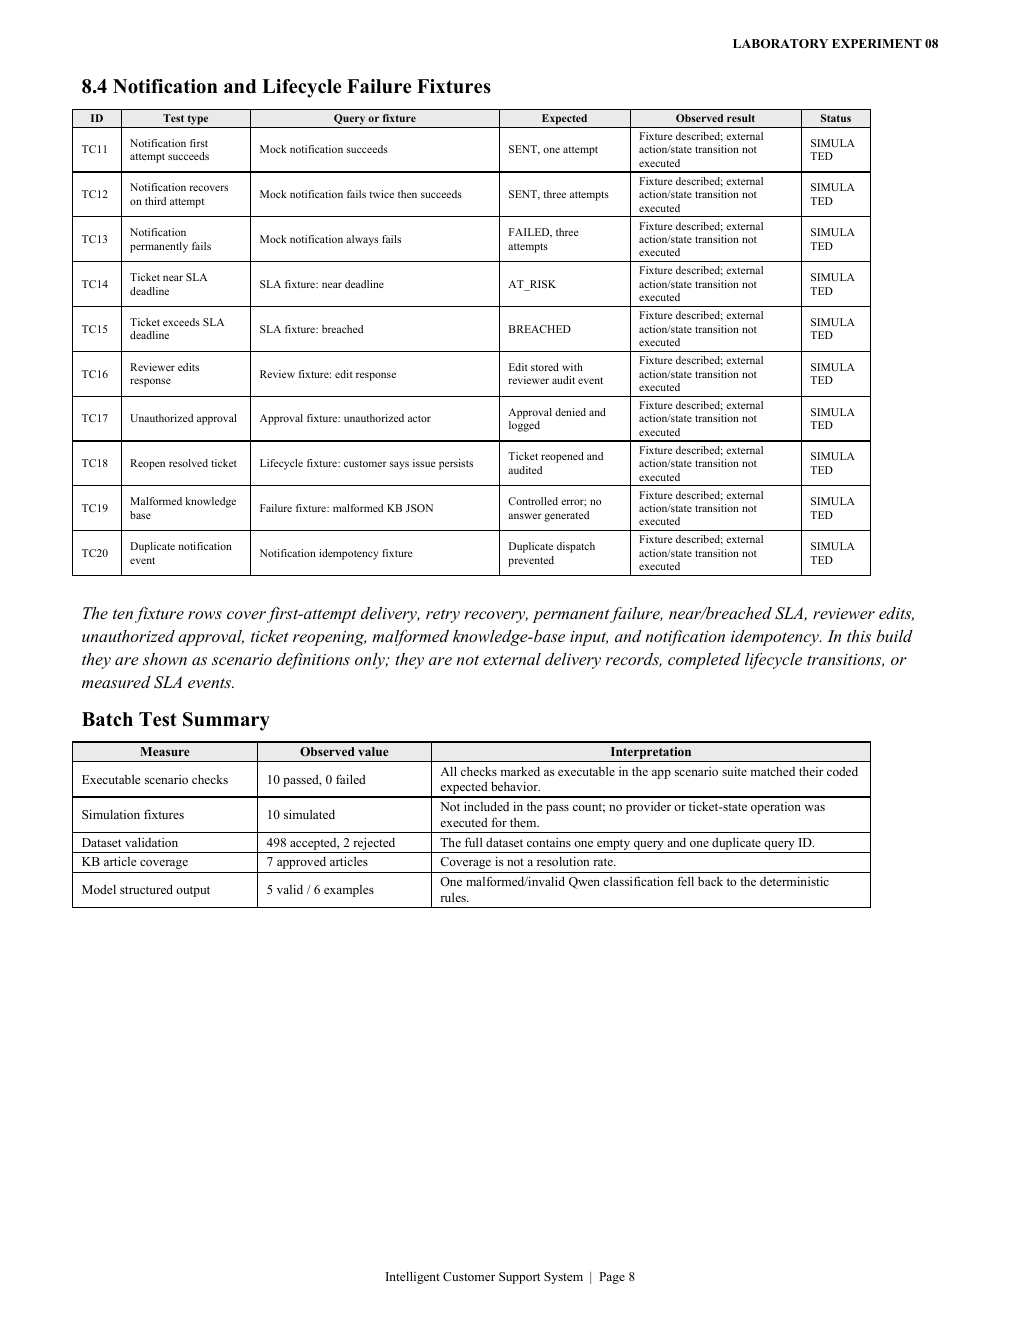 LABORATORY EXPERIMENT 08
8.4 Notification and Lifecycle Failure Fixtures
ID Test type Query or fixture Expected Observed result Status
TC11 Notification first attempt succeeds Mock notification succeeds SENT, one attempt Fixture described; external action/state transition not executed SIMULA TED
TC12 Notification recovers on third attempt Mock notification fails twice then succeeds SENT, three attempts Fixture described; external action/state transition not executed SIMULA TED
TC13 Notification permanently fails Mock notification always fails FAILED, three attempts Fixture described; external action/state transition not executed SIMULA TED
TC14 Ticket near SLA deadline SLA fixture: near deadline AT_RISK Fixture described; external action/state transition not executed SIMULA TED
TC15 Ticket exceeds SLA deadline SLA fixture: breached BREACHED Fixture described; external action/state transition not executed SIMULA TED
TC16 Reviewer edits response Review fixture: edit response Edit stored with reviewer audit event Fixture described; external action/state transition not executed SIMULA TED
TC17 Unauthorized approval Approval fixture: unauthorized actor Approval denied and logged Fixture described; external action/state transition not executed SIMULA TED
TC18 Reopen resolved ticket Lifecycle fixture: customer says issue persists Ticket reopened and audited Fixture described; external action/state transition not executed SIMULA TED
TC19 Malformed knowledge base Failure fixture: malformed KB JSON Controlled error; no answer generated Fixture described; external action/state transition not executed SIMULA TED
TC20 Duplicate notification event Notification idempotency fixture Duplicate dispatch prevented Fixture described; external action/state transition not executed SIMULA TED
The ten fixture rows cover first-attempt delivery, retry recovery, permanent failure, near/breached SLA, reviewer edits,
unauthorized approval, ticket reopening, malformed knowledge-base input, and notification idempotency. In this build
they are shown as scenario definitions only; they are not external delivery records, completed lifecycle transitions, or
measured SLA events.
Batch Test Summary
Measure Observed value Interpretation
Executable scenario checks 10 passed, 0 failed All checks marked as executable in the app scenario suite matched their coded expected behavior.
Simulation fixtures 10 simulated Not included in the pass count; no provider or ticket-state operation was executed for them.
Dataset validation 498 accepted, 2 rejected The full dataset contains one empty query and one duplicate query ID.
KB article coverage 7 approved articles Coverage is not a resolution rate.
Model structured output 5 valid / 6 examples One malformed/invalid Qwen classification fell back to the deterministic rules.
Intelligent Customer Support System | Page 8